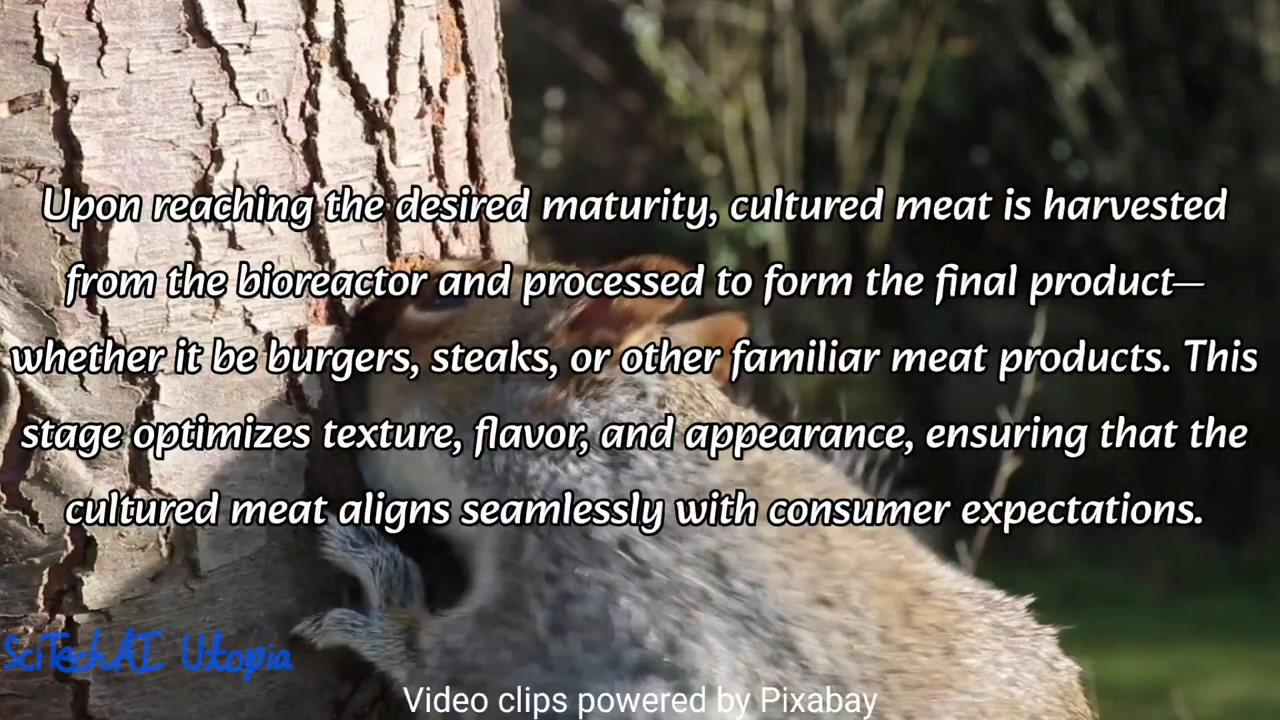 Upon reaching the desired maturity, cultured meat is harvested
from the bioreactor and processed to form the final product—
whether it be burgers, steaks, or other familiar meat products. This
stage optimizes texture, flavor, and appearance, ensuring that the
cultured meat aligns seamlessly with consumer expectations.
SciTechAI Utopia
Video clips powered by Pixabay